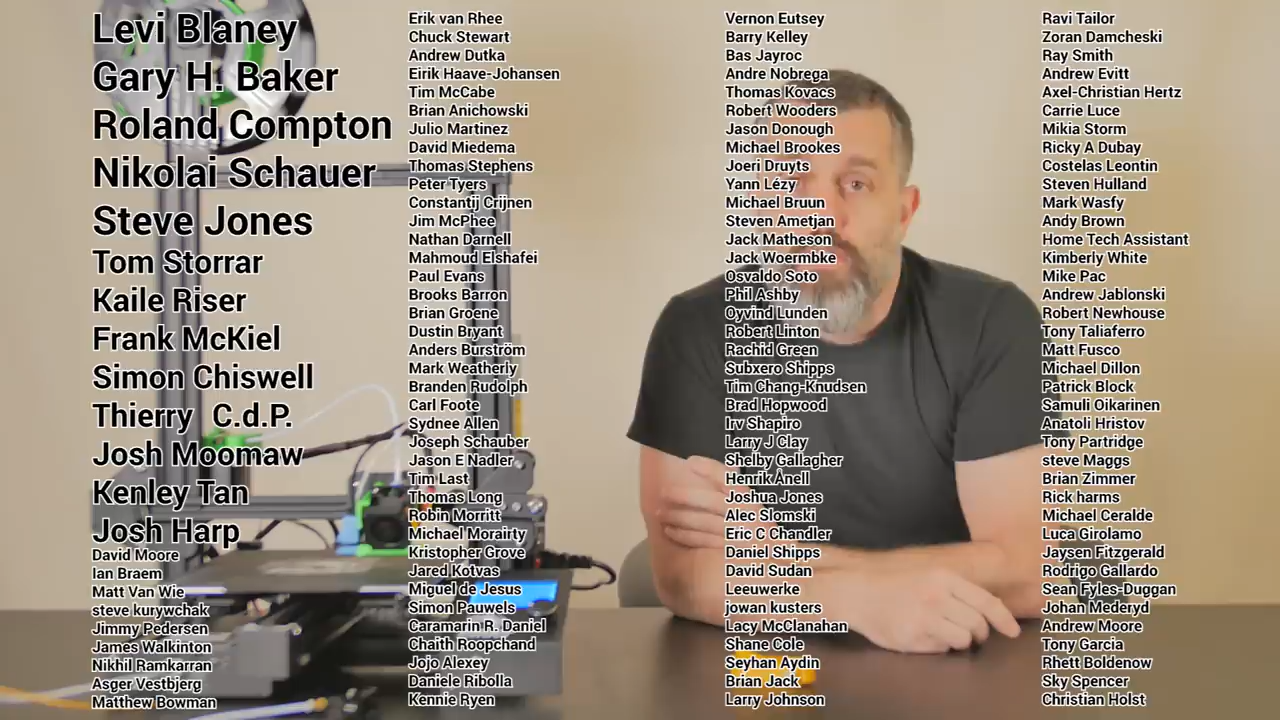 Levi Blaney
Gary H. Baker
Roland Compton
Nikolai Schauer
Steve Jones
Tom Storrar
Kaile Riser
Frank McKiel
Simon Chiswell
Thierry C.d.P.
Josh Moomaw
Kenley Tan
Josh Harp
David Moore
Ian Braem
Matt Van Wie
steve kurywchak
Jimmy Pedersen
James Walkinton
Nikhil Ramkarran
Asger Vestbjerg
Matthew Bowman
Erik van Rhee
Chuck Stewart
Andrew Dutka
Eirik Haave-Johansen
Tim McCabe
Brian Anichowski
Julio Martinez
David Miedema
Thomas Stephens
Peter Tyers
Constantij Crijnen
Jim McPhee
Nathan Darnell
Mahmoud Elshafei
Paul Evans
Brooks Barron
Brian Groene
Dustin Bryant
Anders Burström
Mark Weatherly
Branden Rudolph
Carl Foote
Sydnee Allen
Joseph Schauber
Jason E Nadler
Tim Last
Thomas Long
Robin Morritt
Michael Morairty
Kristopher Grove
Jared Kotvas
Miguel de Jesus
Simon Pauwels
Caramarin R. Daniel
Chaith Roopchand
Jojo Alexey
Daniele Ribolla
Kennie Ryen
Vernon Eutsey
Barry Kelley
Bas Jayroc
Andre Nobrega
Thomas Kovacs
Robert Wooders
Jason Donough
Michael Brookes
Joeri Druyts
Yann Lézy
Michael Bruun
Steven Ametjan
Jack Matheson
Jack Woermbke
Osvaldo Soto
Phil Ashby
Oyvind Lunden
Robert Linton
Rachid Green
Subxero Shipps
Tim Chang-Knudsen
Brad Hopwood
Irv Shapiro
Larry J Clay
Shelby Gallagher
Henrik Ånell
Joshua Jones
Alec Slomski
Eric C Chandler
Daniel Shipps
David Sudan
Leeuwerke
jowan kusters
Lacy McClanahan
Shane Cole
Seyhan Aydin
Brian Jack
Larry Johnson
Ravi Tailor
Zoran Damcheski
Ray Smith
Andrew Evitt
Axel-Christian Hertz
Carrie Luce
Mikia Storm
Ricky A Dubay
Costelas Leontin
Steven Hulland
Mark Wasfy
Andy Brown
Home Tech Assistant
Kimberly White
Mike Pac
Andrew Jablonski
Robert Newhouse
Tony Taliaferro
Matt Fusco
Michael Dillon
Patrick Block
Samuli Oikarinen
Anatoli Hristov
Tony Partridge
steve Maggs
Brian Zimmer
Rick harms
Michael Ceralde
Luca Girolamo
Jaysen Fitzgerald
Rodrigo Gallardo
Sean Fyles-Duggan
Johan Mederyd
Andrew Moore
Tony Garcia
Rhett Boldenow
Sky Spencer
Christian Holst